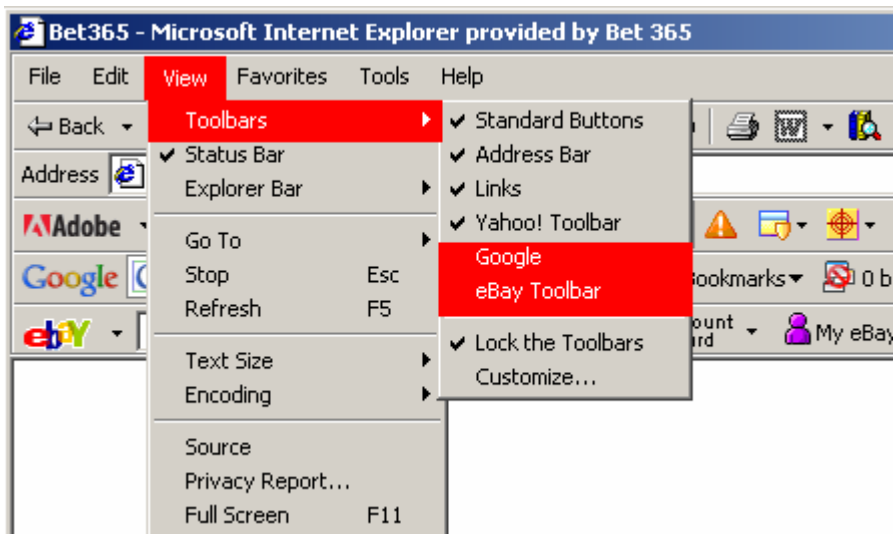 Bet365 - Microsoft Internet Explorer provided by Bet 365
File Edit View Favorites Tools Help
Back
Address
Adobe
Google
ebY
Toolbars
Status Bar
Explorer Bar
Go To
Stop Esc
Refresh F5
Text Size
Encoding
Source
Privacy Report...
Full Screen F11
Standard Buttons
Address Bar
Links
Yahoo! Toolbar
Google
eBay Toolbar
Lock the Toolbars
Customize...
W
ookmarks
0 b
ount
rd
My eBay